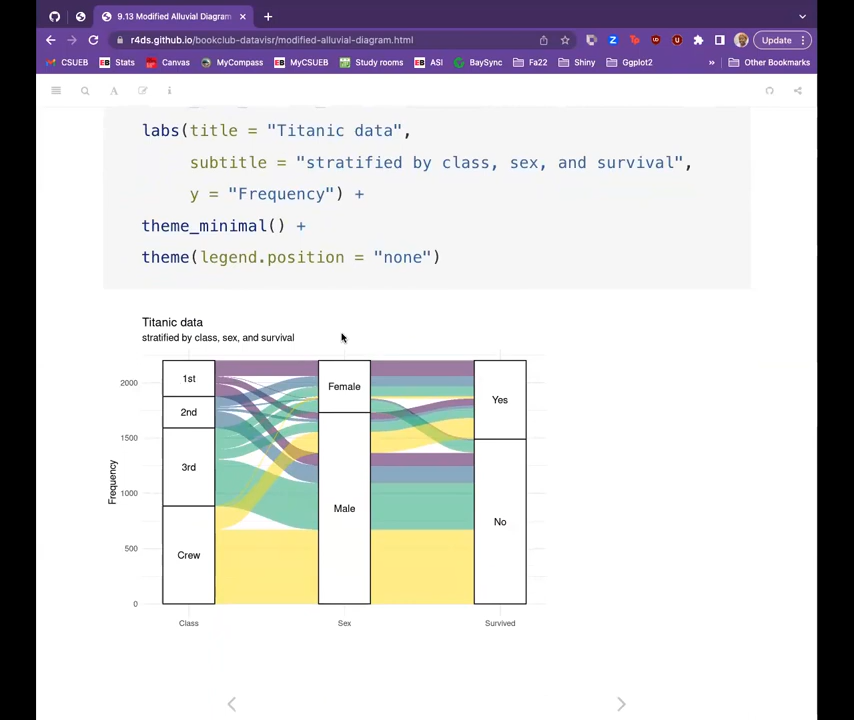 9.13 Modified Alluvial Diagram
r4ds.github.io/bookclub-datavisr/modified-alluvial-diagram.html
Update
CSUEB
Stats
Canvas
MyCompass
MyCSUEB
Study rooms
ASI
BaySync
Fa22
Shiny
Ggplot2
»
Other Bookmarks
labs(title = "Titanic data",
subtitle = "stratified by class, sex, and survival",
y = "Frequency") +
theme_minimal() +
theme(legend.position = "none")
Titanic data
stratified by class, sex, and survival
2000
1500
1000
500
0
Frequency
1st
2nd
3rd
Crew
Female
Male
Yes
No
Class
Sex
Survived